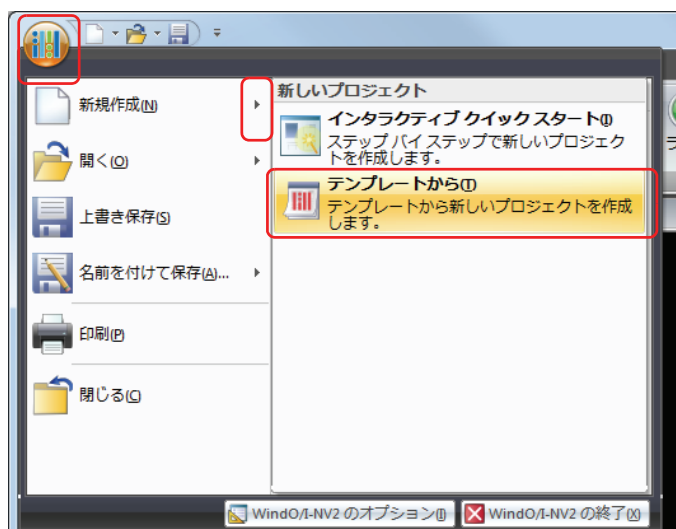 新規作成(N)
開く(O)
上書き保存(S)
名前を付けて保存(A)...
印刷(P)
閉じる(C)
新しいプロジェクト
インタラクティブ クイック スタート(I)
ステップ バイ ステップで新しいプロジェク
トを作成します。
テンプレートから(T)
テンプレートから新しいプロジェクトを作成
します。
WindO/I-NV2 のオプション(I)
WindO/I-NV2 の終了(X)